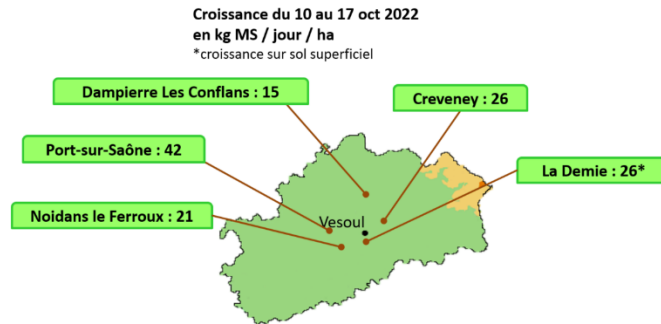 Croissance du 10 au 17 oct 2022
en kg MS / jour / ha
*croissance sur sol superficiel
Dampierre Les Conflans : 15
Creveney : 26
Port-sur-Saône : 42
La Demie : 26*
Noidans le Ferroux : 21
Vesoul